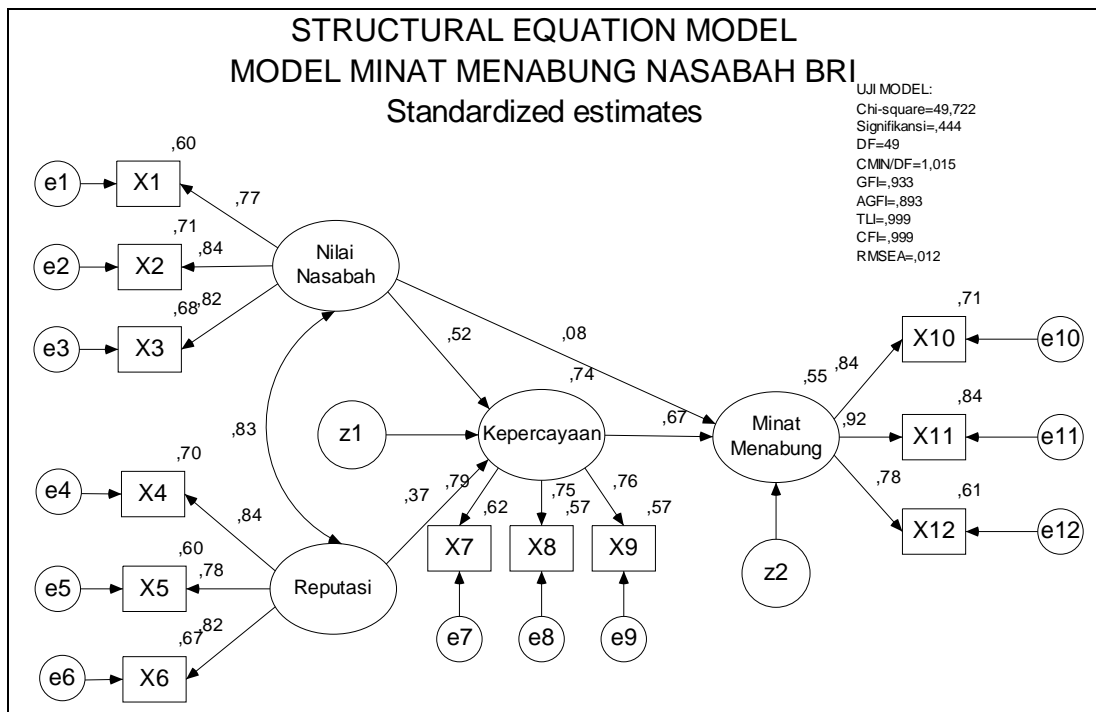 STRUCTURAL EQUATION MODEL
MODEL MINAT MENABUNG NASABAH BRI
Standardized estimates
UJI MODEL:
Chi-square=49,722
Signifikansi=,444
DF=49
CMIN/DF=1,015
GFI=,933
AGFI=,893
TLI=,999
CFI=,999
RMSEA=,012
,60
e1
X1
,77
,71
e2
X2
,84
Nilai
Nasabah
,68
,82
e3
X3
,52
,08
,83
z1
,74
Kepercayaan
,67
,55
Minat
Menabung
,71
,84
X10
e10
,84
,92
X11
e11
,78
,61
X12
e12
z2
,70
e4
X4
,84
,37
,79
,62
,75
,57
,76
,57
X7
X8
X9
e7
e8
e9
,60
e5
X5
,78
Reputasi
,67
,82
e6
X6